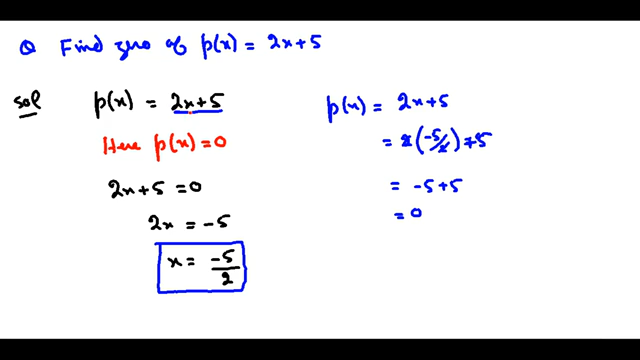 Q Find zero of p(x) = 2x+5
Sol
p(x) = 2x+5
Here p(x)=0
2x+5 = 0
2x = -5
x = -5/2
p(x) = 2x+5
= 2(-5/2)+5
= -5+5
= 0